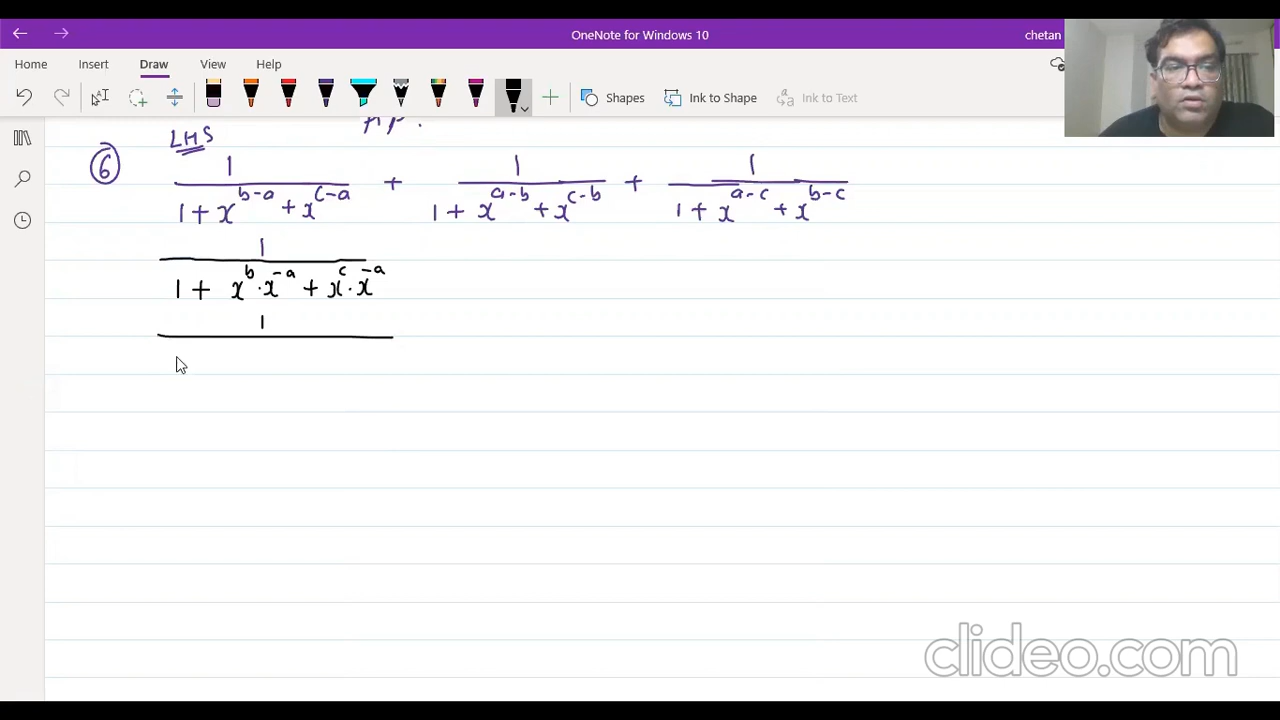 OneNote for Windows 10
chetan
Home Insert Draw View Help
Shapes Ink to Shape Ink to Text
LHS
⑥ 1/(1 + x^(b-a) + x^(c-a)) + 1/(1 + x^(a-b) + x^(c-b)) + 1/(1 + x^(a-c) + x^(b-c))
1/(1 + x^b · x^-a + x^c · x^-a)
1
clideo.com